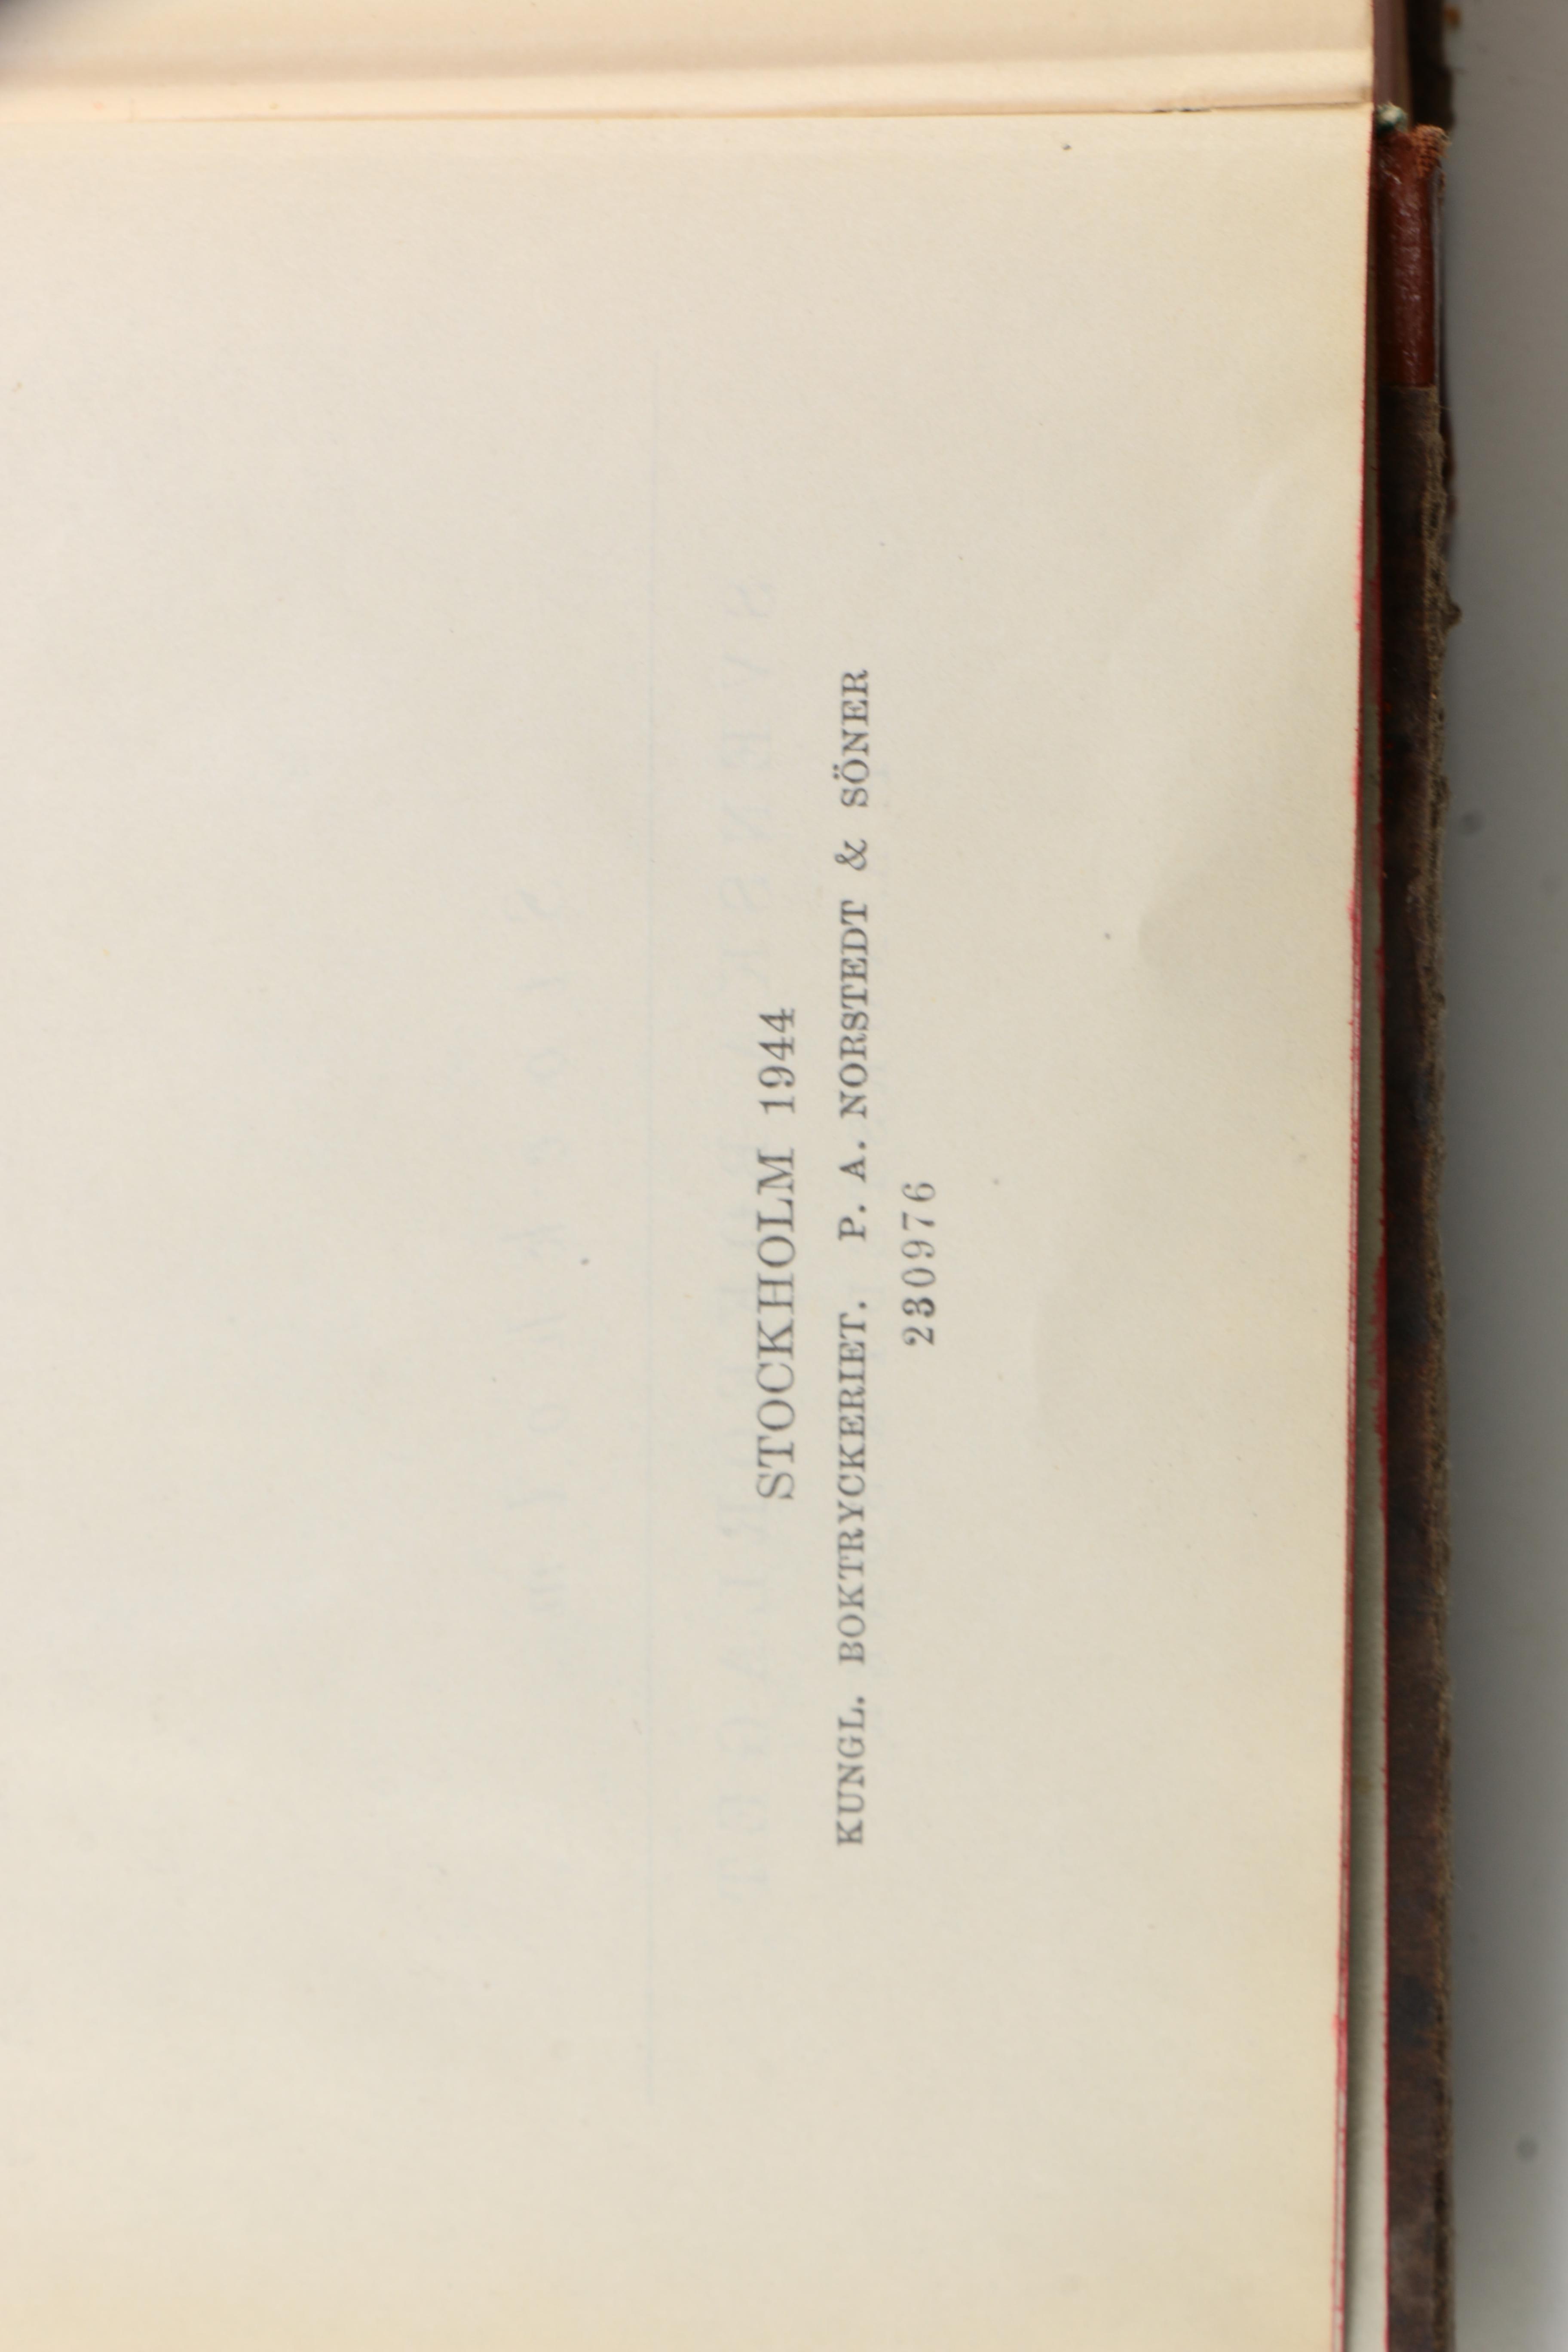 STOCKHOLM 1944
KUNGL. BOKTRYCKERIET. P. A. NORSTEDT & SÖNER
230976